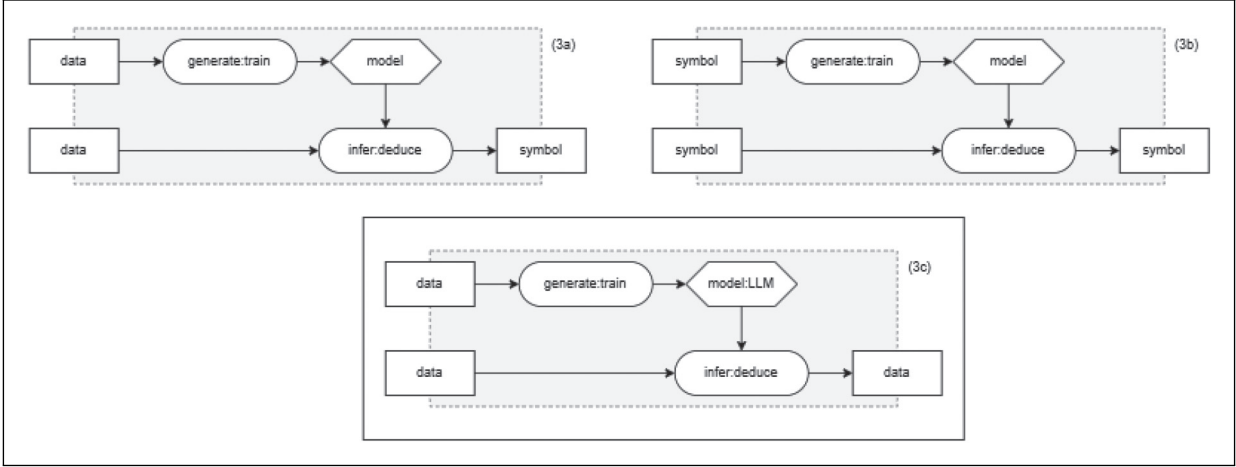 data generate:train model (3a)
data infer:deduce symbol
symbol generate:train model (3b)
symbol infer:deduce symbol
data generate:train model:LLM (3c)
data infer:deduce data